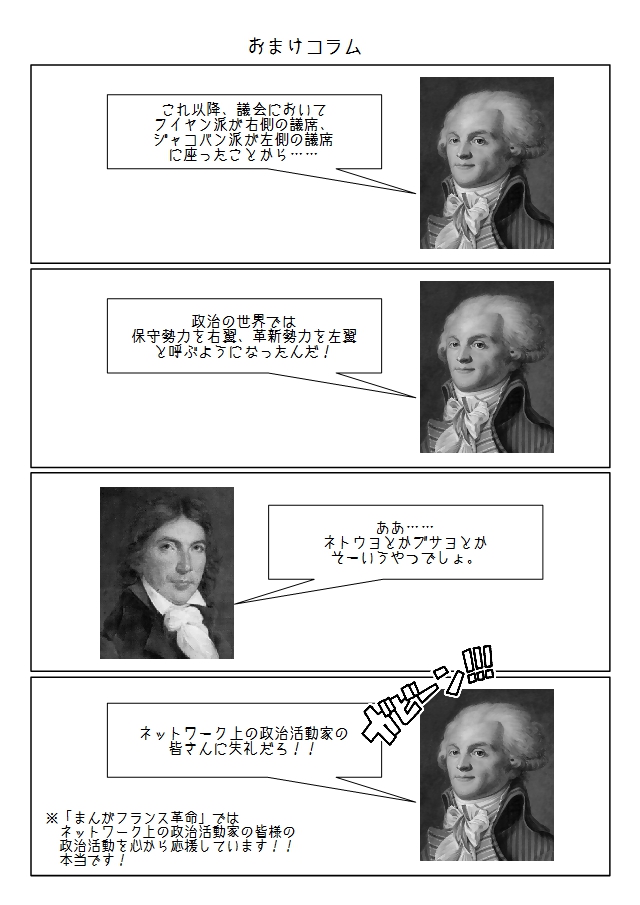 おまけコラム
これ以降、議会において
フイヤン派が右側の議席、
ジャコバン派が左側の議席
に座ったことから……
政治の世界では
保守勢力を右翼、革新勢力を左翼
と呼ぶようになったんだ！
ああ……
ネトウヨとかブサヨとか
そーいうやつでしょ。
ガビーン!!!
ネットワーク上の政治活動家の
皆さんに失礼だろ！！
※「まんがフランス革命」では
ネットワーク上の政治活動家の皆様の
政治活動を心から応援しています！！
本当です！